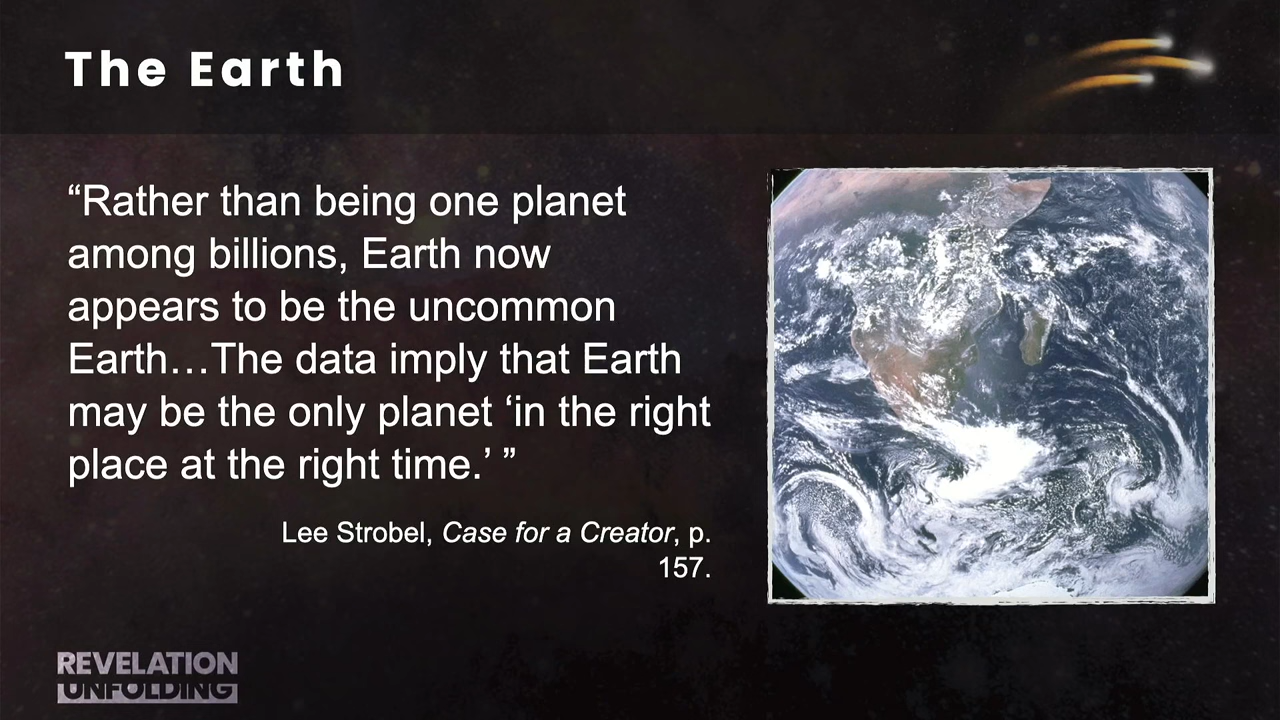 The Earth
“Rather than being one planet
among billions, Earth now
appears to be the uncommon
Earth…The data imply that Earth
may be the only planet ‘in the right
place at the right time.’ ”
Lee Strobel, Case for a Creator, p.
157.
REVELATION
UNFOLDING